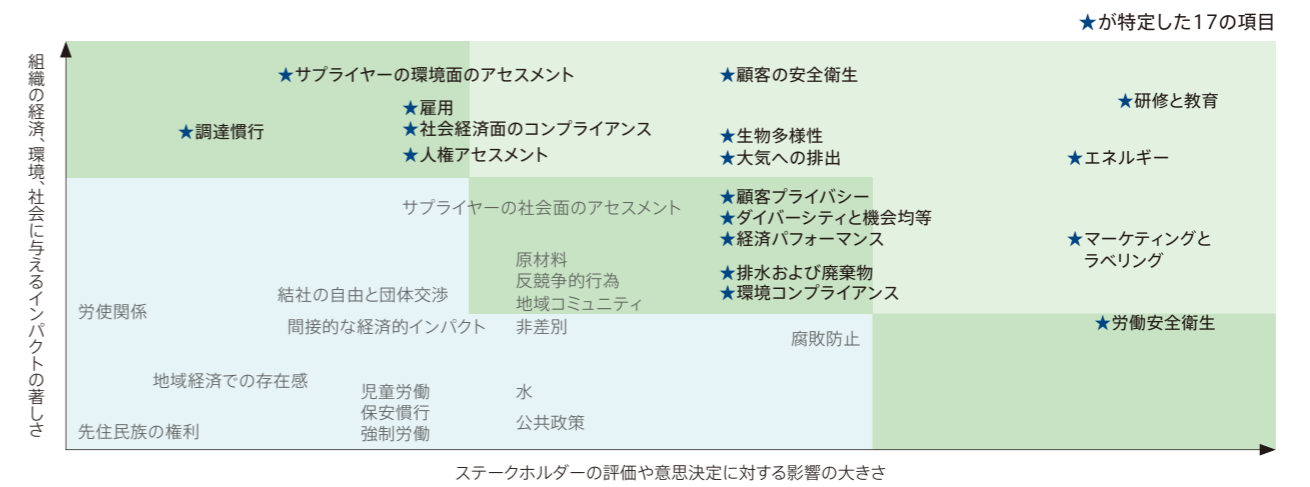 ★が特定した17の項目
組織の経済、環境、社会に与えるインパクトの著しさ
★サプライヤーの環境面のアセスメント
★顧客の安全衛生
★研修と教育
★雇用
★調達慣行
★社会経済面のコンプライアンス
★生物多様性
★人権アセスメント
★大気への排出
★エネルギー
サプライヤーの社会面のアセスメント
★顧客プライバシー
★ダイバーシティと機会均等
★経済パフォーマンス
★マーケティングと
ラベリング
原材料
反競争的行為
地域コミュニティ
★排水および廃棄物
★環境コンプライアンス
結社の自由と団体交渉
労使関係
間接的な経済的インパクト
非差別
腐敗防止
★労働安全衛生
地域経済での存在感
児童労働
保安慣行
強制労働
水
公共政策
先住民族の権利
ステークホルダーの評価や意思決定に対する影響の大きさ